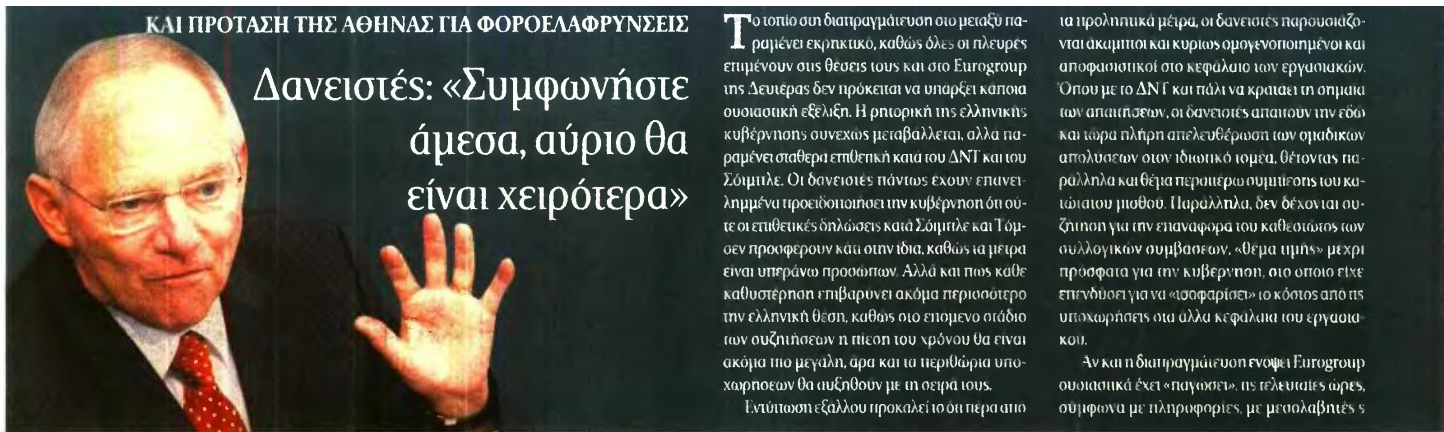 ΚΑΙ ΠΡΟΤΑΣΗ ΤΗΣ ΑΘΗΝΑΣ ΓΙΑ ΦΟΡΟΕΛΑΦΡΥΝΣΕΙΣ
Δανειστές: «Συμφωνήστε
άμεσα, αύριο θα
είναι χειρότερα»
Το τοπίο στη διαπραγμάτευση στο μεταξύ πα-
ραμένει εκρηκτικό, καθώς όλες οι πλευρές
επιμένουν στις θέσεις τους και στο Eurogroup
της Δευτέρας δεν πρόκειται να υπάρξει κάποια
ουσιαστική εξέλιξη. Η ρητορική της ελληνικής
κυβέρνησης συνεχώς μεταβάλλεται, αλλά πα-
ραμένει σταθερά επιθετική κατά του ΔΝΤ και του
Σόιμπλε. Οι δανειστές πάντως έχουν επανει-
λημμένα προειδοποιήσει την κυβέρνηση ότι ού-
τε οι επιθετικές δηλώσεις κατά Σόιμπλε και Τόμ-
σεν προσφέρουν κάτι στην ίδια, καθώς τα μέτρα
είναι υπεράνω προσώπων. Αλλά και πως κάθε
καθυστέρηση επιβαρύνει ακόμα περισσότερο
την ελληνική θέση, καθώς στο επόμενο στάδιο
των συζητήσεων η πίεση του χρόνου θα είναι
ακόμα πιο μεγάλη, άρα και τα περιθώρια υπο-
χωρήσεων θα αυξηθούν με τη σειρά τους.
Εντύπωση εξάλλου προκαλεί το ότι πέρα από
τα προληπτικά μέτρα, οι δανειστές παρουσιάζο-
νται άκαμπτοι και κυρίως ομογενοποιημένοι και
αποφασιστικοί στο κεφάλαιο των εργασιακών.
Όπου με το ΔΝΤ και πάλι να κρατάει τη σημαία
των απαιτήσεων, οι δανειστές απαιτούν την εδώ
και τώρα πλήρη απελευθέρωση των ομαδικών
απολύσεων στον ιδιωτικό τομέα, θέτοντας πα-
ράλληλα και θέμα περαιτέρω συμπίεσης του κα-
τώτατου μισθού. Παράλληλα, δεν δέχονται συ-
ζήτηση για την επαναφορά του καθεστώτος των
συλλογικών συμβάσεων, «θέμα τιμής» μέχρι
πρόσφατα για την κυβέρνηση, στο οποίο είχε
επενδύσει για να «ισοφαρίσει» το κόστος από τις
υποχωρήσεις στα άλλα κεφάλαια του εργασια-
κού.
Αν και η διαπραγμάτευση ενόψει Eurogroup
ουσιαστικά έχει «παγώσει», τις τελευταίες ώρες,
σύμφωνα με πληροφορίες, με μεσολαβητές s